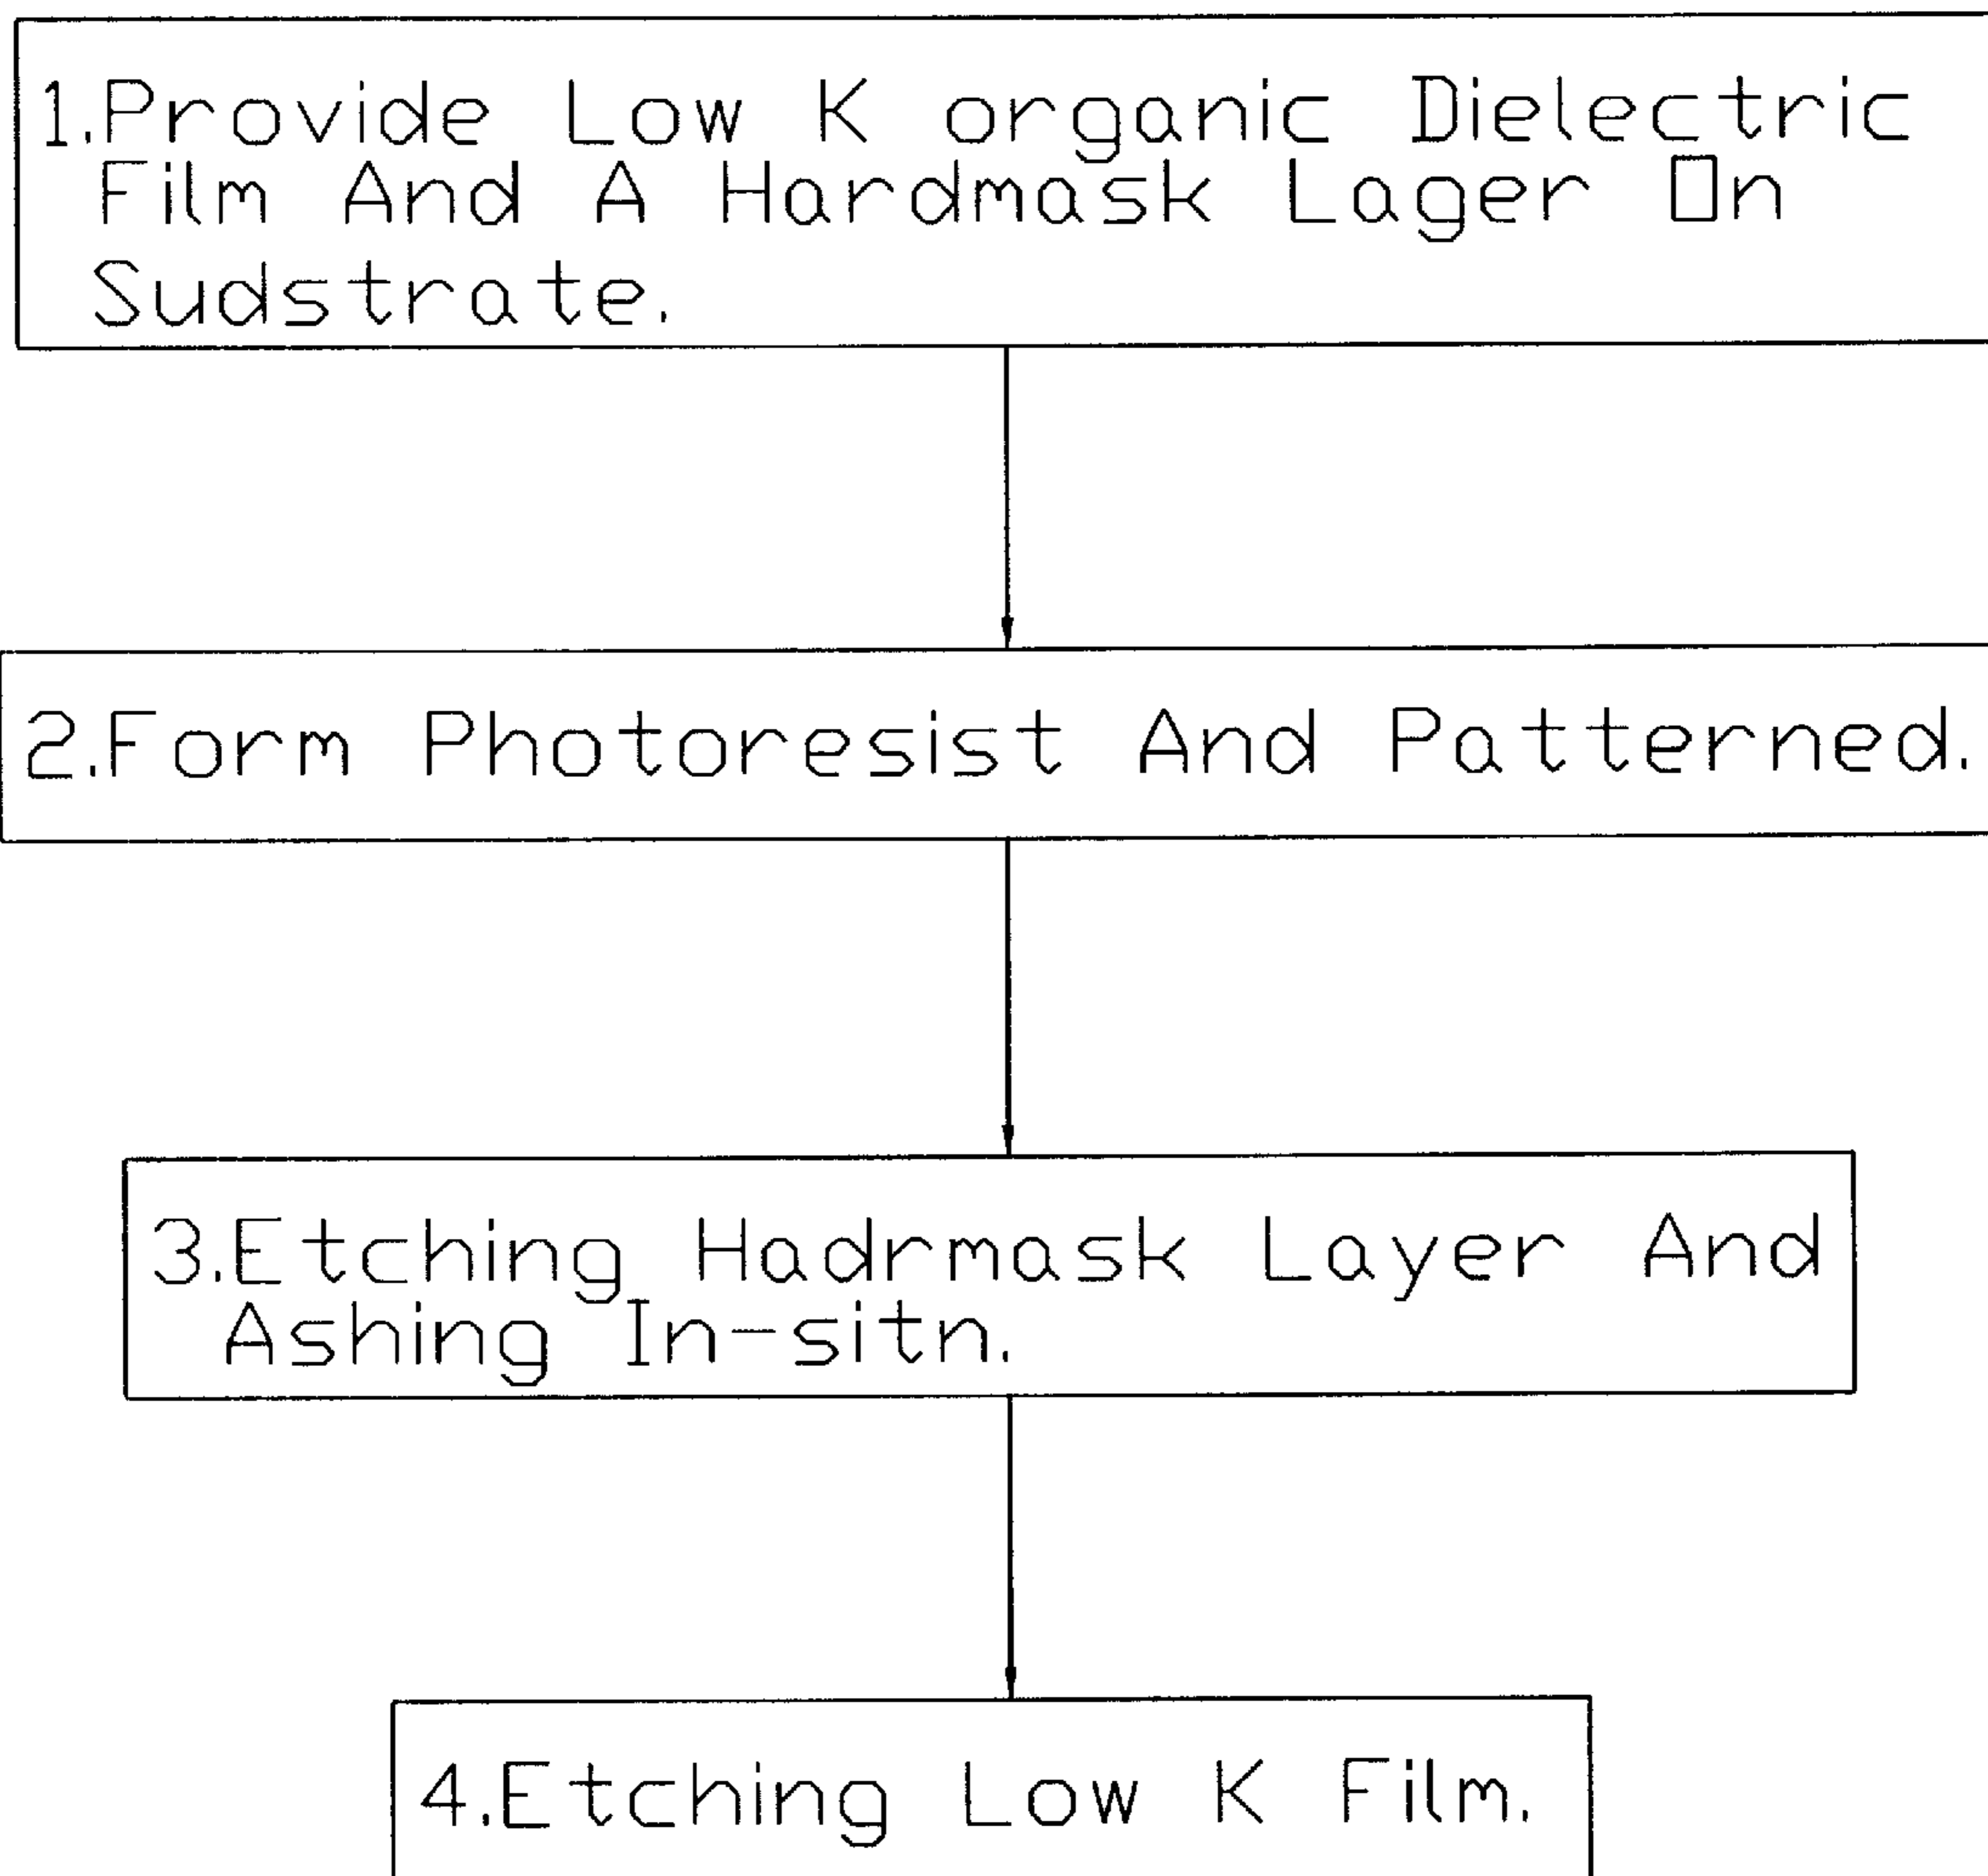 1.Provide Low K organic Dielectric
Film And A Hardmask Lager On
Sudstrate.
2.Form Photoresist And Patterned.
3.Etching Hadrmask Layer And
Ashing In-sitn.
4.Etching Low K Film.